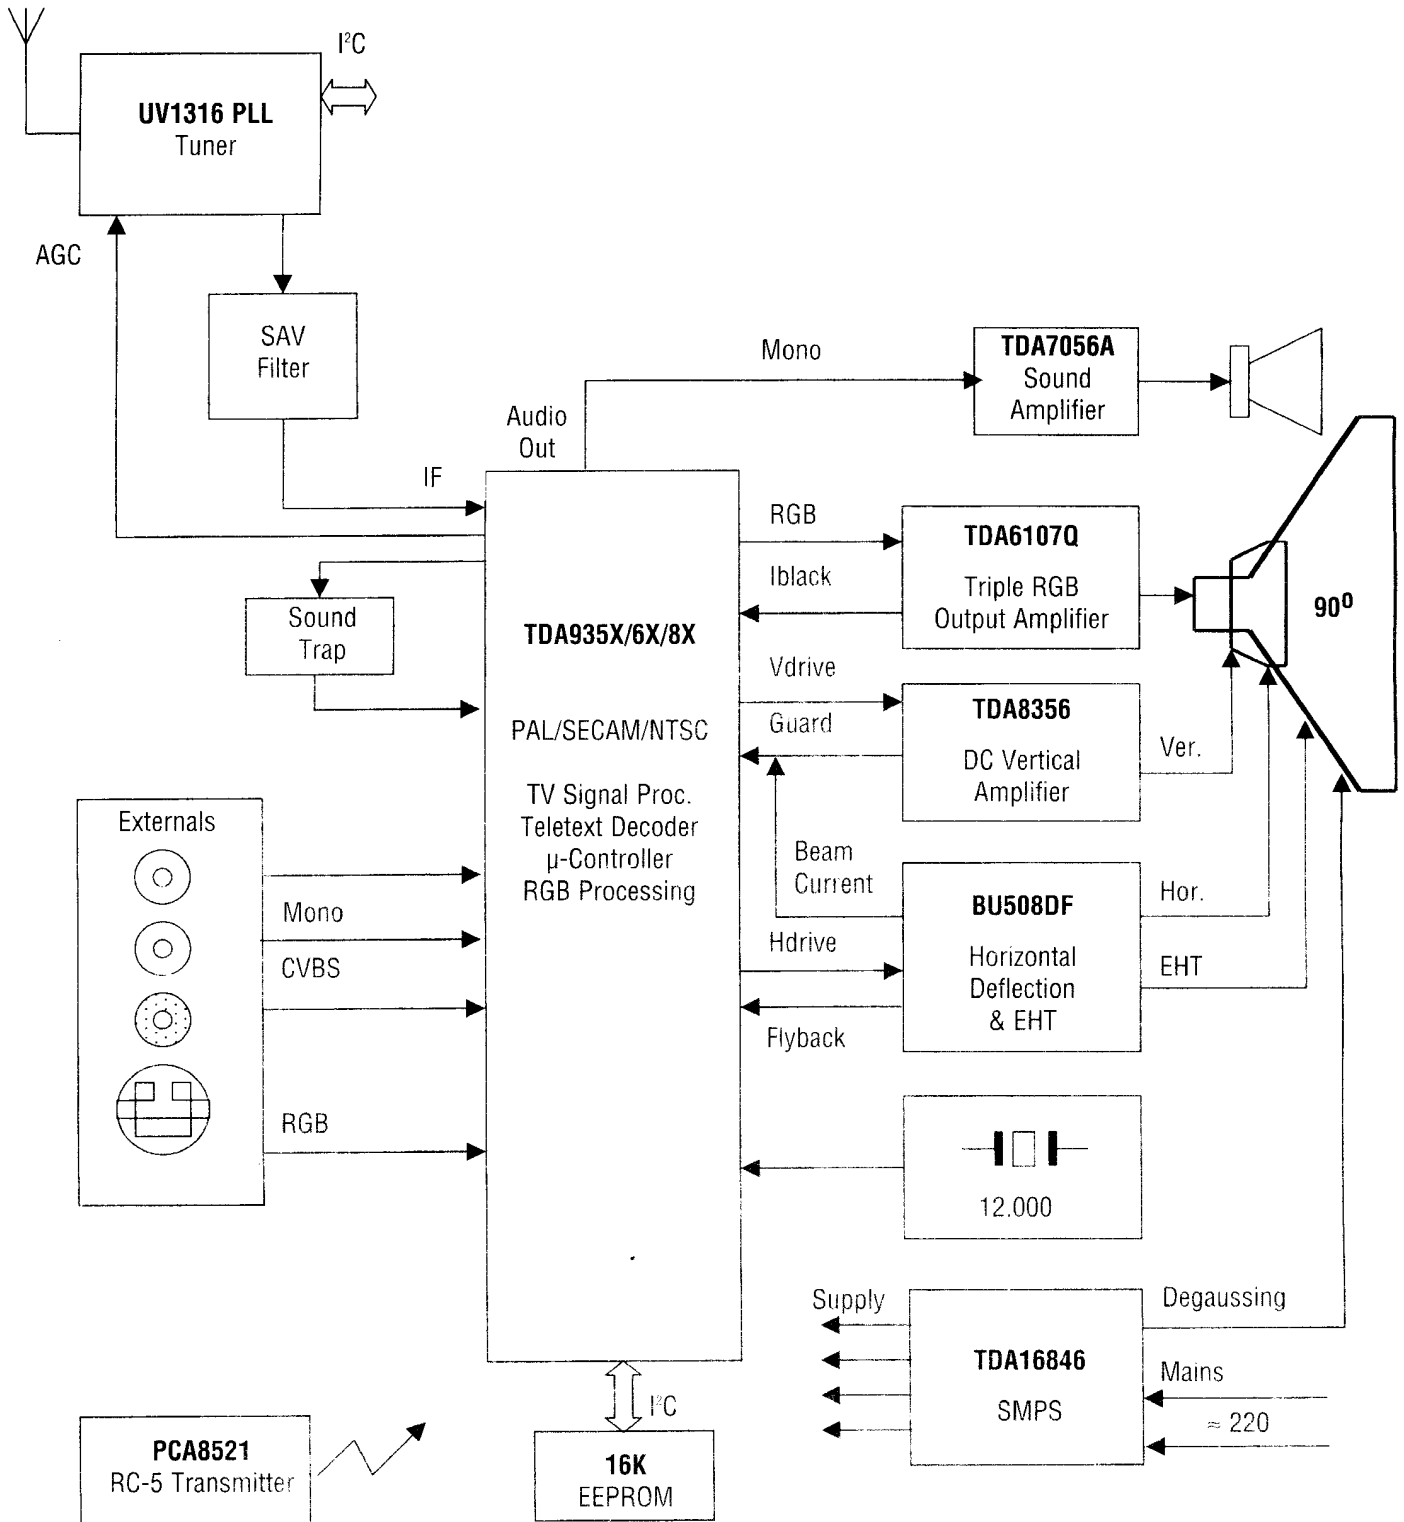 I²C
UV1316 PLL
Tuner
AGC
SAV
Filter
Mono
TDA7056A
Sound
Amplifier
Audio
Out
IF
RGB
TDA6107Q
Iblack
Triple RGB
Output Amplifier
90⁰
Sound
Trap
TDA935X/6X/8X
Vdrive
TDA8356
Guard
PAL/SECAM/NTSC
DC Vertical
Amplifier
Ver.
TV Signal Proc.
Teletext Decoder
µ-Controller
RGB Processing
Externals
Mono
CVBS
RGB
Beam
Current
BU508DF
Hor.
Hdrive
Horizontal
Deflection
& EHT
EHT
Flyback
12.000
Supply
Degaussing
TDA16846
SMPS
Mains
≈ 220
I²C
PCA8521
RC-5 Transmitter
16K
EEPROM